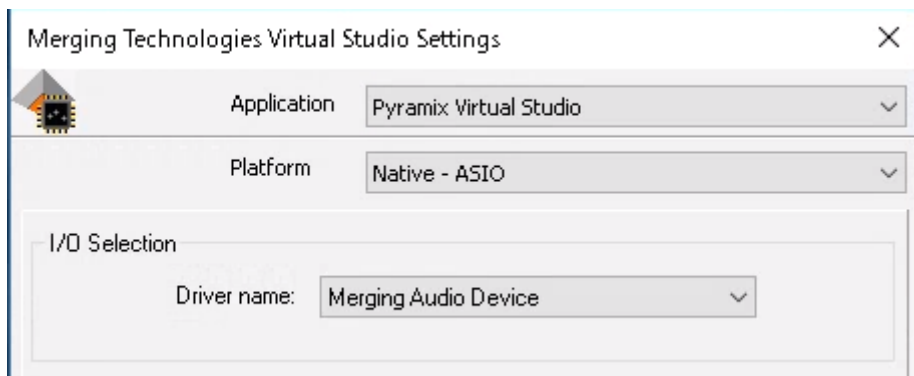 Merging Technologies Virtual Studio Settings
Application Pyramix Virtual Studio
Platform Native - ASIO
I/O Selection
Driver name: Merging Audio Device